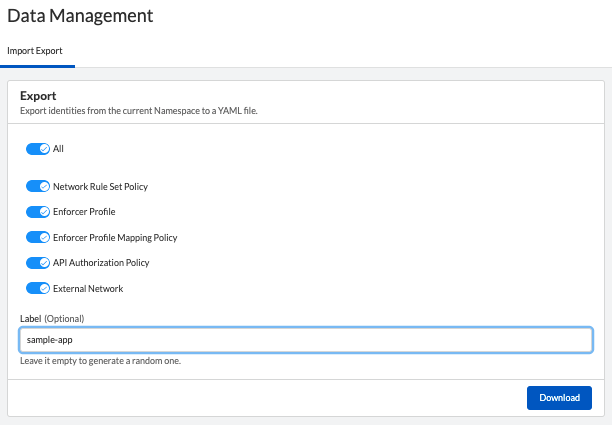 Data Management
Import Export
Export
Export identities from the current Namespace to a YAML file.
All
Network Rule Set Policy
Enforcer Profile
Enforcer Profile Mapping Policy
API Authorization Policy
External Network
Label (Optional)
sample-app
Leave it empty to generate a random one.
Download